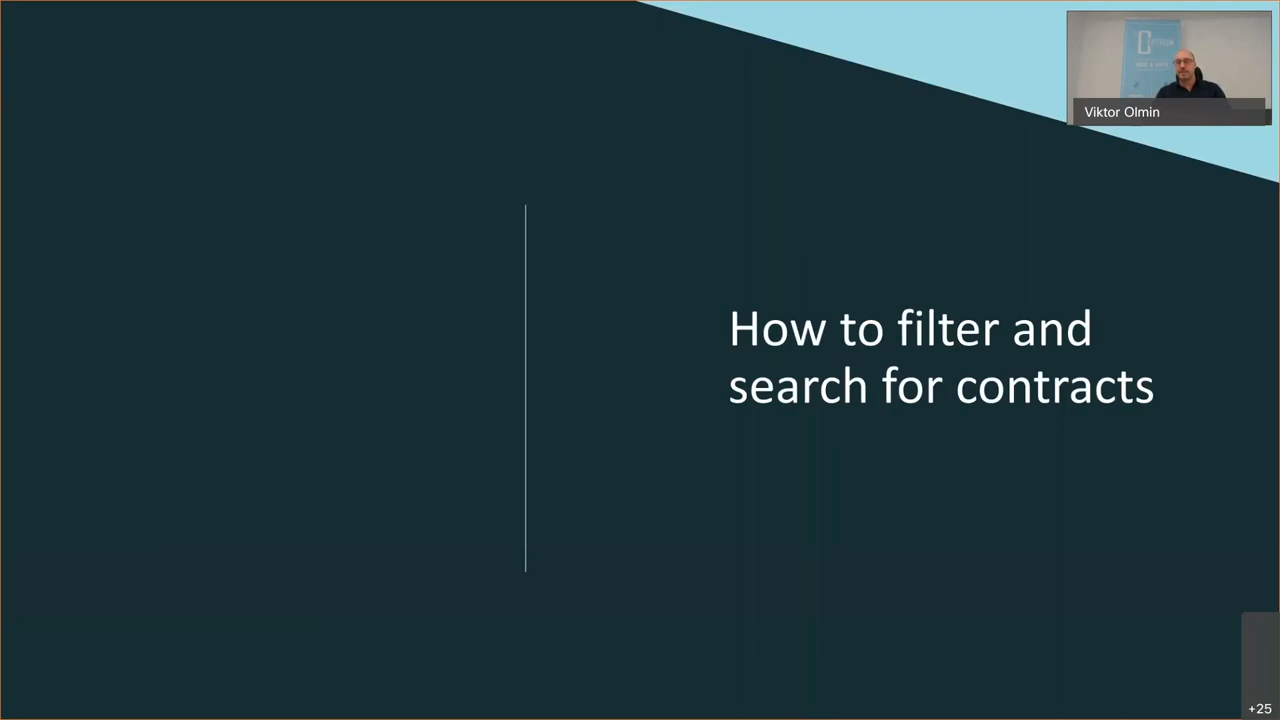 Viktor Olmin
How to filter and
search for contracts
+25